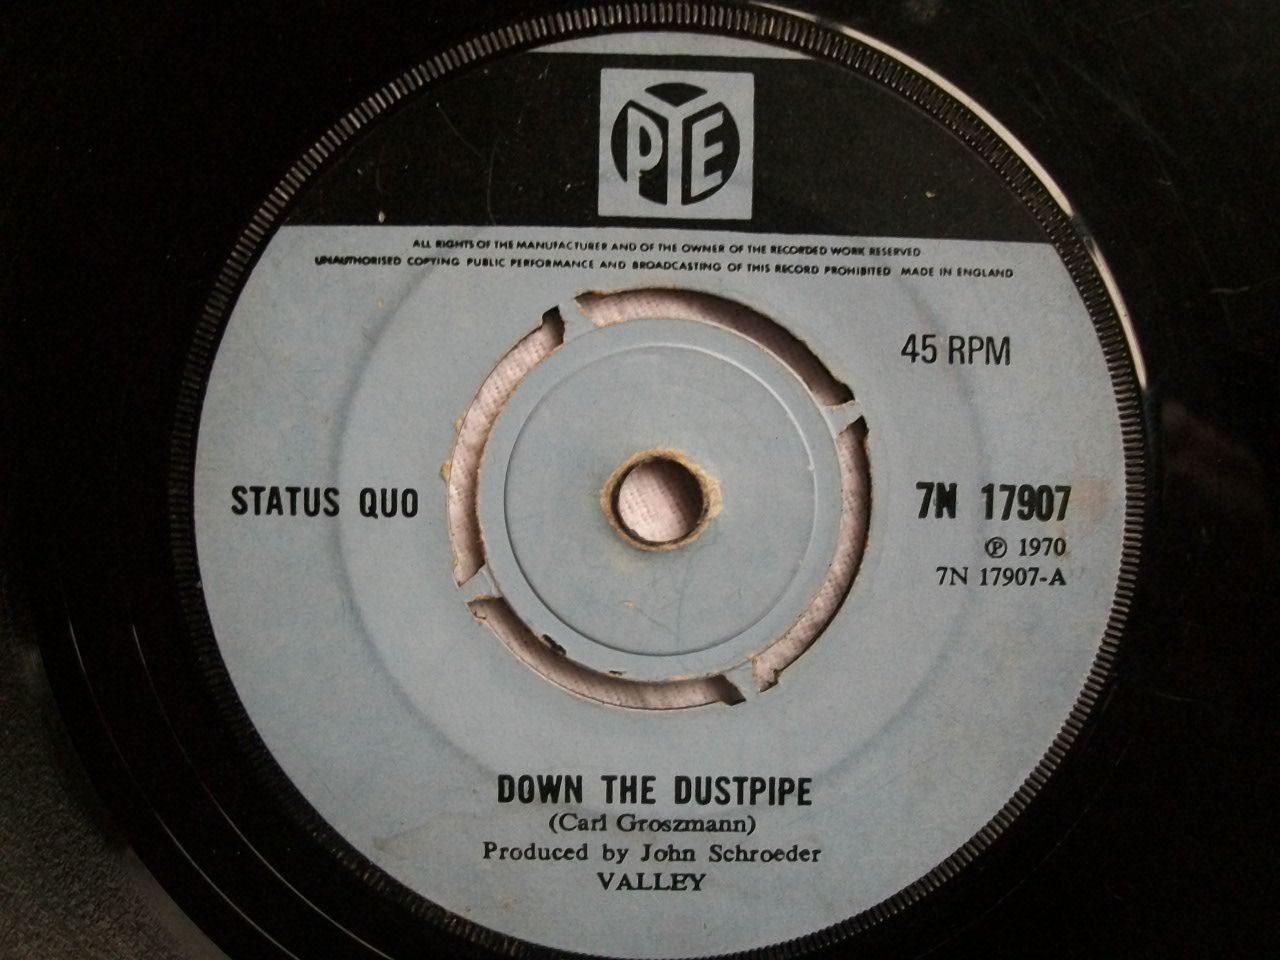 PYE
ALL RIGHTS OF THE MANUFACTURER AND OF THE OWNER OF THE RECORDED WORK RESERVED
UNAUTHORISED COPYING PUBLIC PERFORMANCE AND BROADCASTING OF THIS RECORD PROHIBITED MADE IN ENGLAND
45 RPM
STATUS QUO
7N 17907
℗ 1970
7N 17907-A
DOWN THE DUSTPIPE
(Carl Groszmann)
Produced by John Schroeder
VALLEY